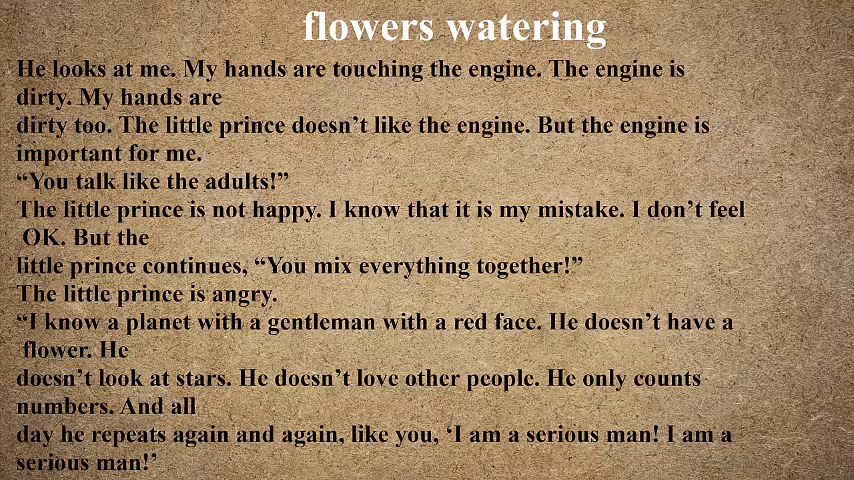 flowers watering
He looks at me. My hands are touching the engine. The engine is
dirty. My hands are
dirty too. The little prince doesn’t like the engine. But the engine is
important for me.
“You talk like the adults!”
The little prince is not happy. I know that it is my mistake. I don’t feel
OK. But the
little prince continues, “You mix everything together!”
The little prince is angry.
“I know a planet with a gentleman with a red face. He doesn’t have a
flower. He
doesn’t look at stars. He doesn’t love other people. He only counts
numbers. And all
day he repeats again and again, like you, ‘I am a serious man! I am a
serious man!’